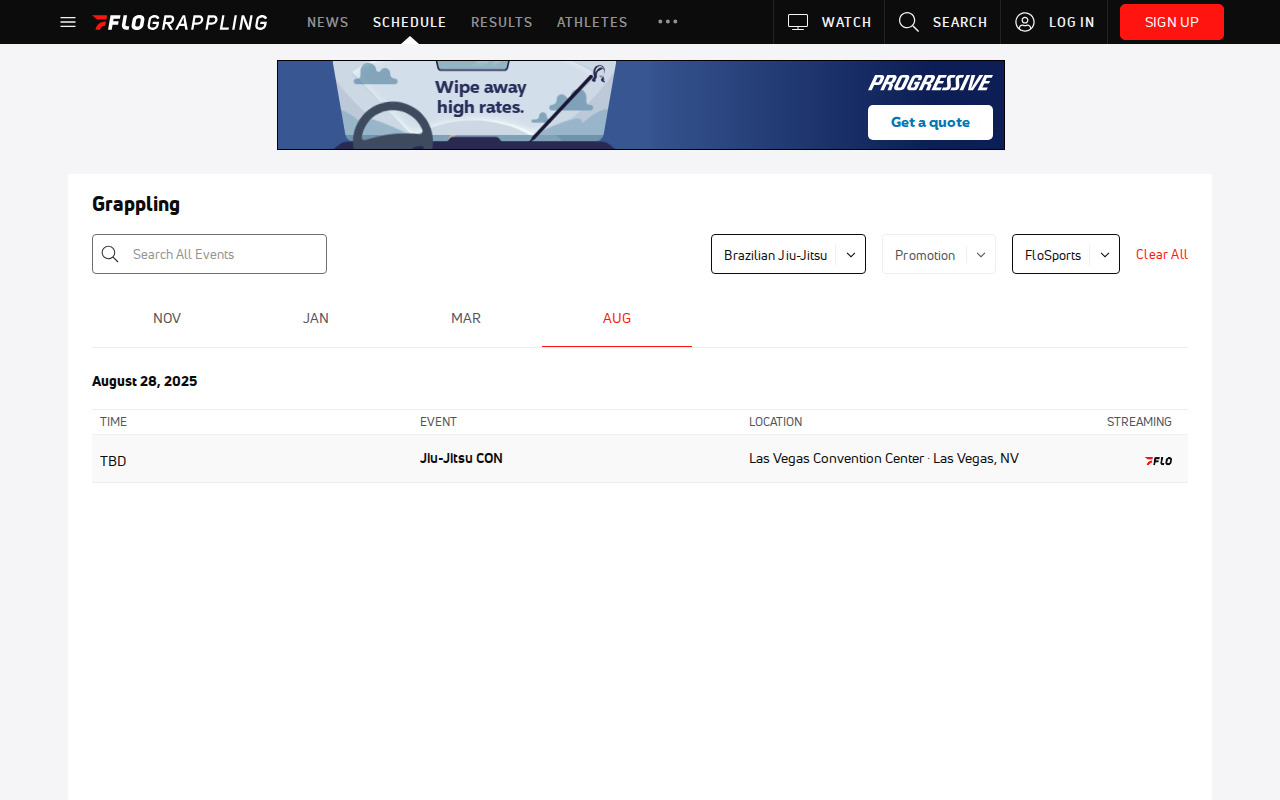 FLOGRAPPLING NEWS SCHEDULE RESULTS ATHLETES WATCH SEARCH LOG IN SIGN UP
Wipe away
high rates.
PROGRESSIVE
Get a quote
Grappling
Search All Events Brazilian Jiu-Jitsu Promotion FloSports Clear All
NOV JAN MAR AUG
August 28, 2025
TIME EVENT LOCATION STREAMING
TBD Jiu-Jitsu CON Las Vegas Convention Center · Las Vegas, NV FLO